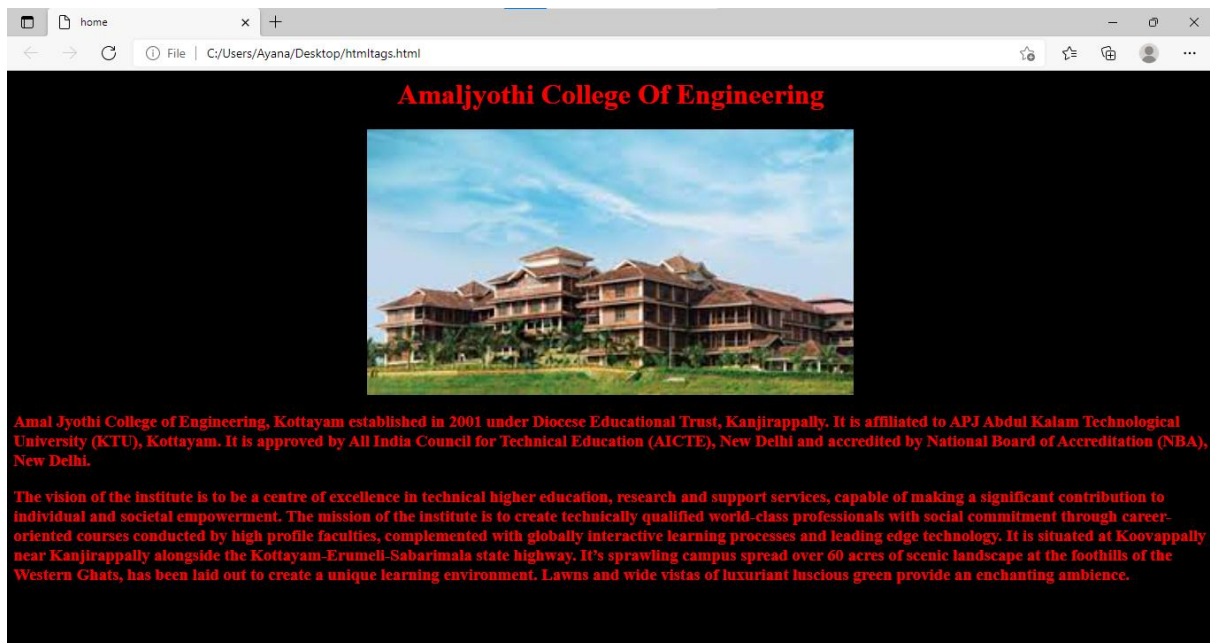 home
File
C:/Users/Ayana/Desktop/htmltags.html
Amaljyothi College Of Engineering
Amal Jyothi College of Engineering, Kottayam established in 2001 under Diocese Educational Trust, Kanjirappally. It is affiliated to APJ Abdul Kalam Technological
University (KTU), Kottayam. It is approved by All India Council for Technical Education (AICTE), New Delhi and accredited by National Board of Accreditation (NBA),
New Delhi.
The vision of the institute is to be a centre of excellence in technical higher education, research and support services, capable of making a significant contribution to
individual and societal empowerment. The mission of the institute is to create technically qualified world-class professionals with social commitment through career-
oriented courses conducted by high profile faculties, complemented with globally interactive learning processes and leading edge technology. It is situated at Koovappally
near Kanjirappally alongside the Kottayam-Erumeli-Sabarimala state highway. It’s sprawling campus spread over 60 acres of scenic landscape at the foothills of the
Western Ghats, has been laid out to create a unique learning environment. Lawns and wide vistas of luxuriant luscious green provide an enchanting ambience.